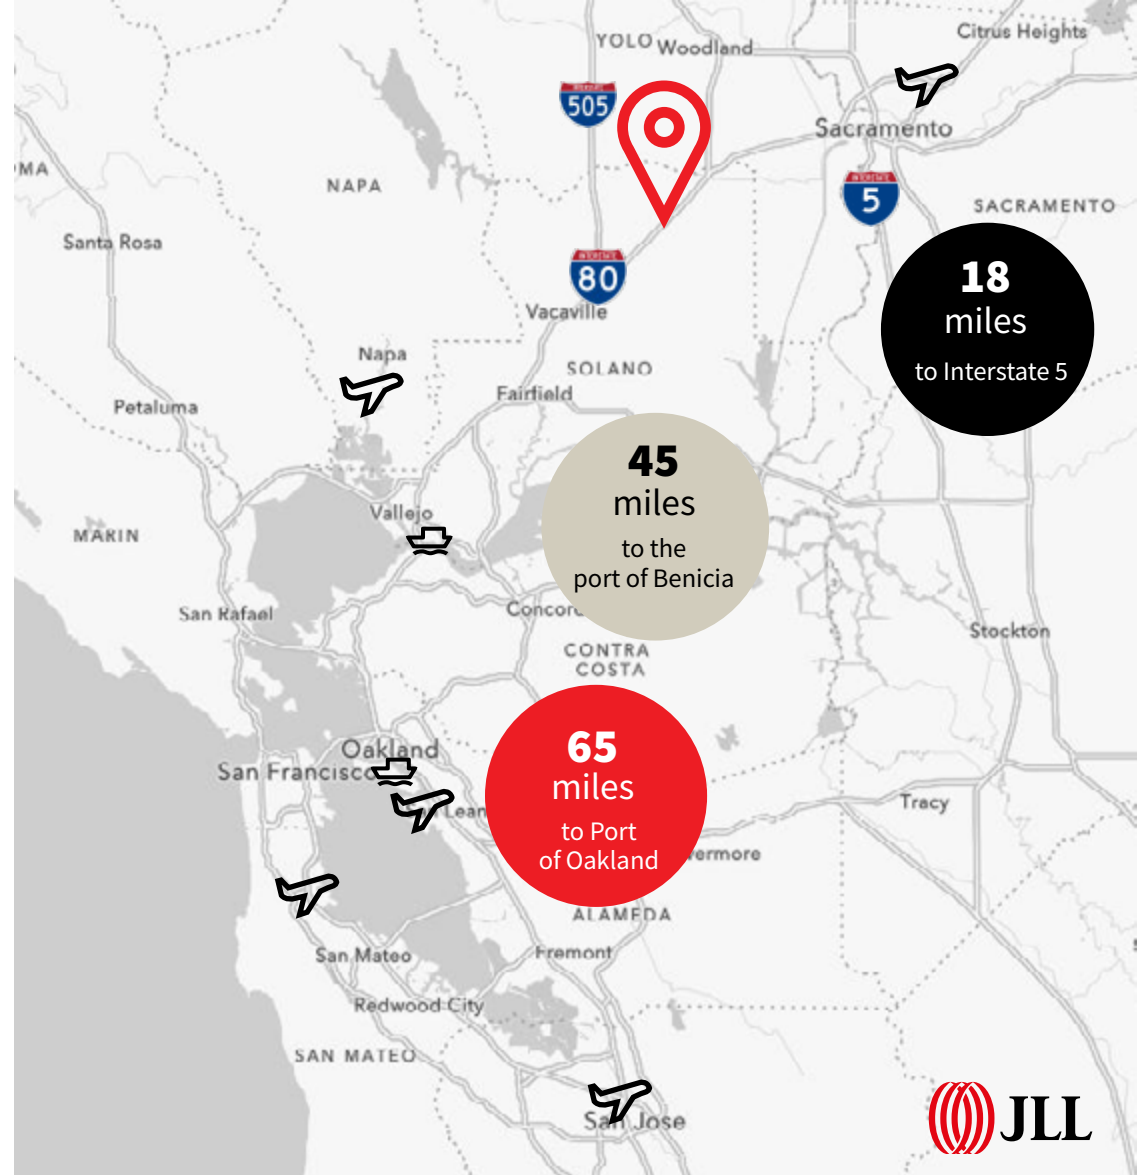 YOLO
Woodland
Citrus Heights
INTERSTATE
505
Sacramento
NAPA
INTERSTATE
5
SACRAMENTO
Santa Rosa
INTERSTATE
80
18
miles
to Interstate 5
Vacaville
Napa
SOLANO
Fairfield
Petaluma
45
miles
to the
port of Benicia
Vallejo
MARIN
San Rafael
Stockton
CONTRA
COSTA
65
miles
to Port
of Oakland
Oakland
San Francisco
Tracy
ALAMEDA
San Mateo
Fremont
Redwood City
SAN MATEO
San Jose
JLL